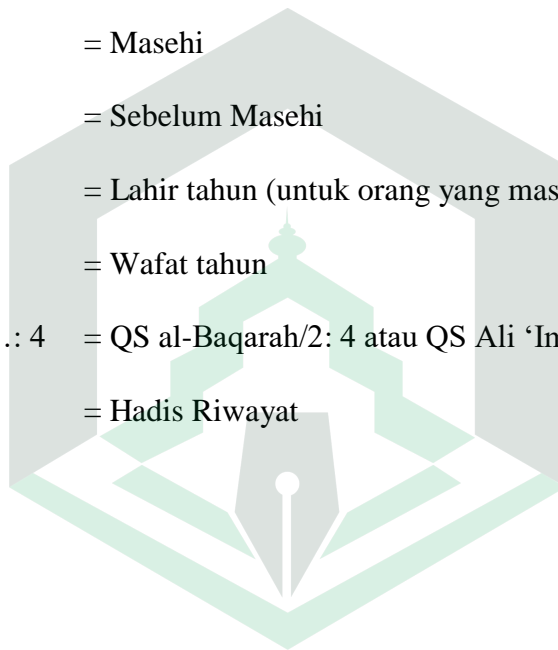 = Masehi
= Sebelum Masehi
= Lahir tahun (untuk orang yang mas
= Wafat tahun
.: 4 = QS al-Baqarah/2: 4 atau QS Ali ‘In
= Hadis Riwayat